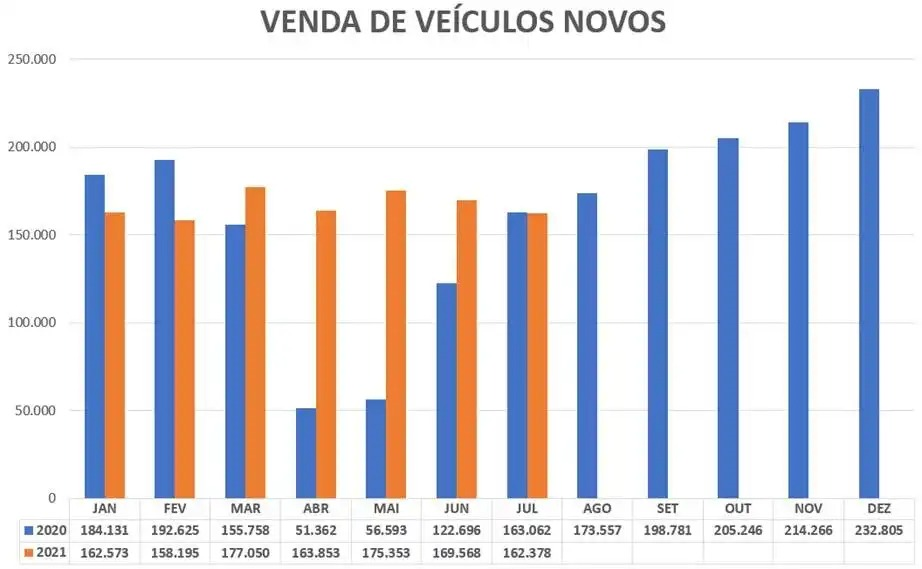 VENDA DE VEÍCULOS NOVOS
250.000
200.000
150.000
100.000
50.000
0
JAN FEV MAR ABR MAI JUN JUL AGO SET OUT NOV DEZ
2020 184.131 192.625 155.758 51.362 56.593 122.696 163.062 173.557 198.781 205.246 214.266 232.805
2021 162.573 158.195 177.050 163.853 175.353 169.568 162.378